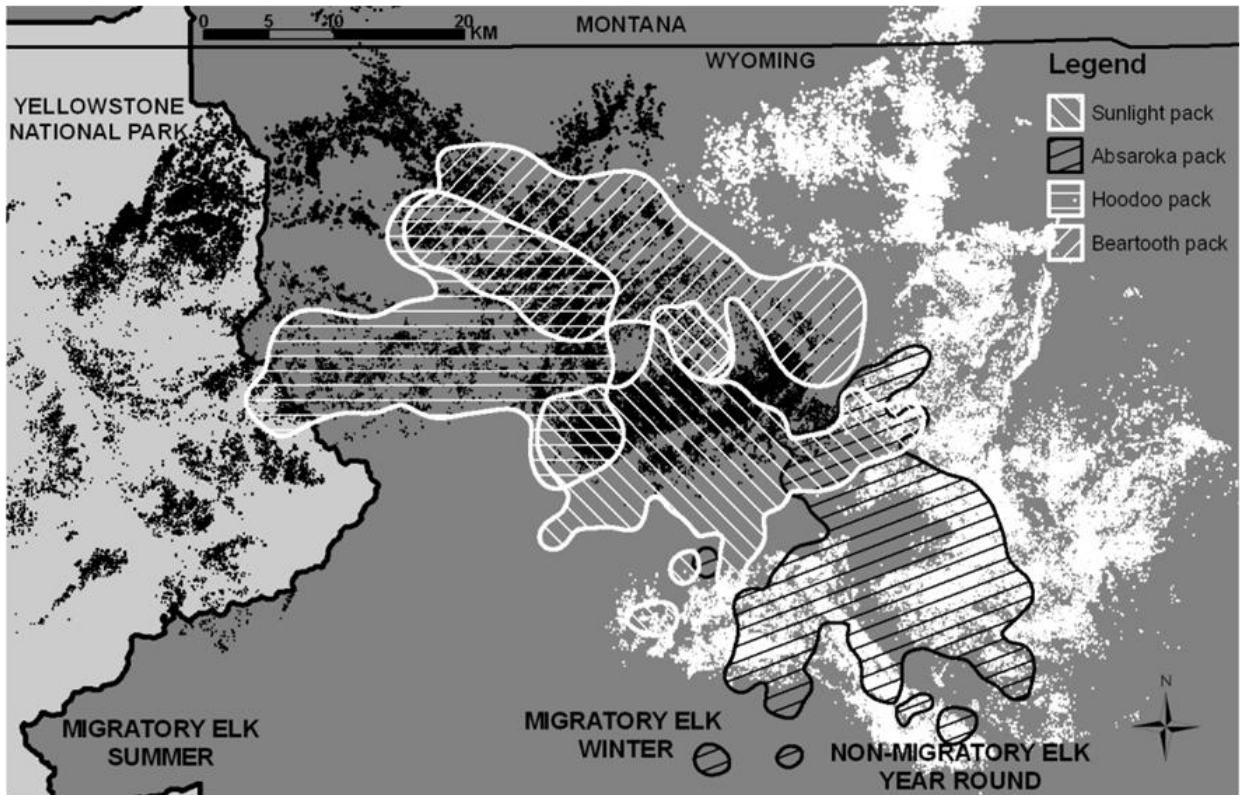 0 5 10 20
KM
MONTANA
WYOMING
YELLOWSTONE
NATIONAL PARK
Legend
Sunlight pack
Absaroka pack
Hoodoo pack
Beartooth pack
N
MIGRATORY ELK
SUMMER
MIGRATORY ELK
WINTER
NON-MIGRATORY ELK
YEAR ROUND